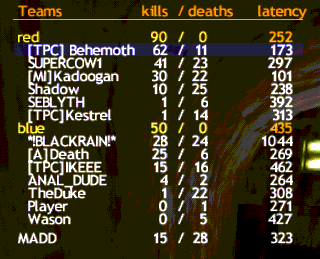 Teams kills / deaths latency
red 90 / 0 252
[TPC] Behemoth 62 / 11 173
SUPERCOW1 41 / 23 297
[MI]Kadoogan 30 / 22 101
Shadow 10 / 25 238
SEBLYTH 1 / 6 392
[TPC]Kestrel 1 / 14 313
blue 50 / 0 435
*!BLACKRAIN!* 28 / 24 1044
[A]Death 25 / 6 269
[TPC]IKEEE 15 / 16 462
ANAL_DUDE 4 / 2 264
TheDuke 1 / 22 308
Player 0 / 1 271
Wason 0 / 5 427
MADD 15 / 28 323